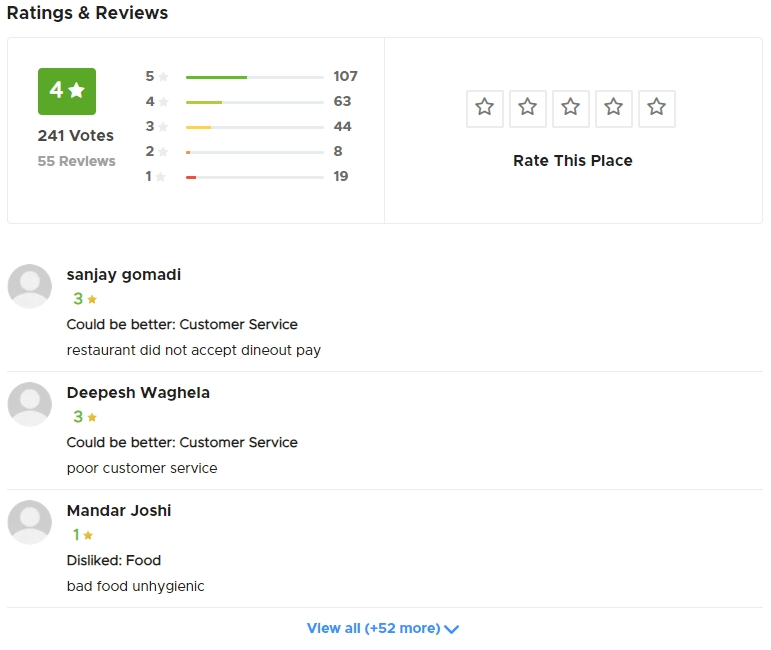 Ratings & Reviews
4
241 Votes
55 Reviews
5 107
4 63
3 44
2 8
1 19
Rate This Place
sanjay gomadi
3
Could be better: Customer Service
restaurant did not accept dineout pay
Deepesh Waghela
3
Could be better: Customer Service
poor customer service
Mandar Joshi
1
Disliked: Food
bad food unhygienic
View all (+52 more)